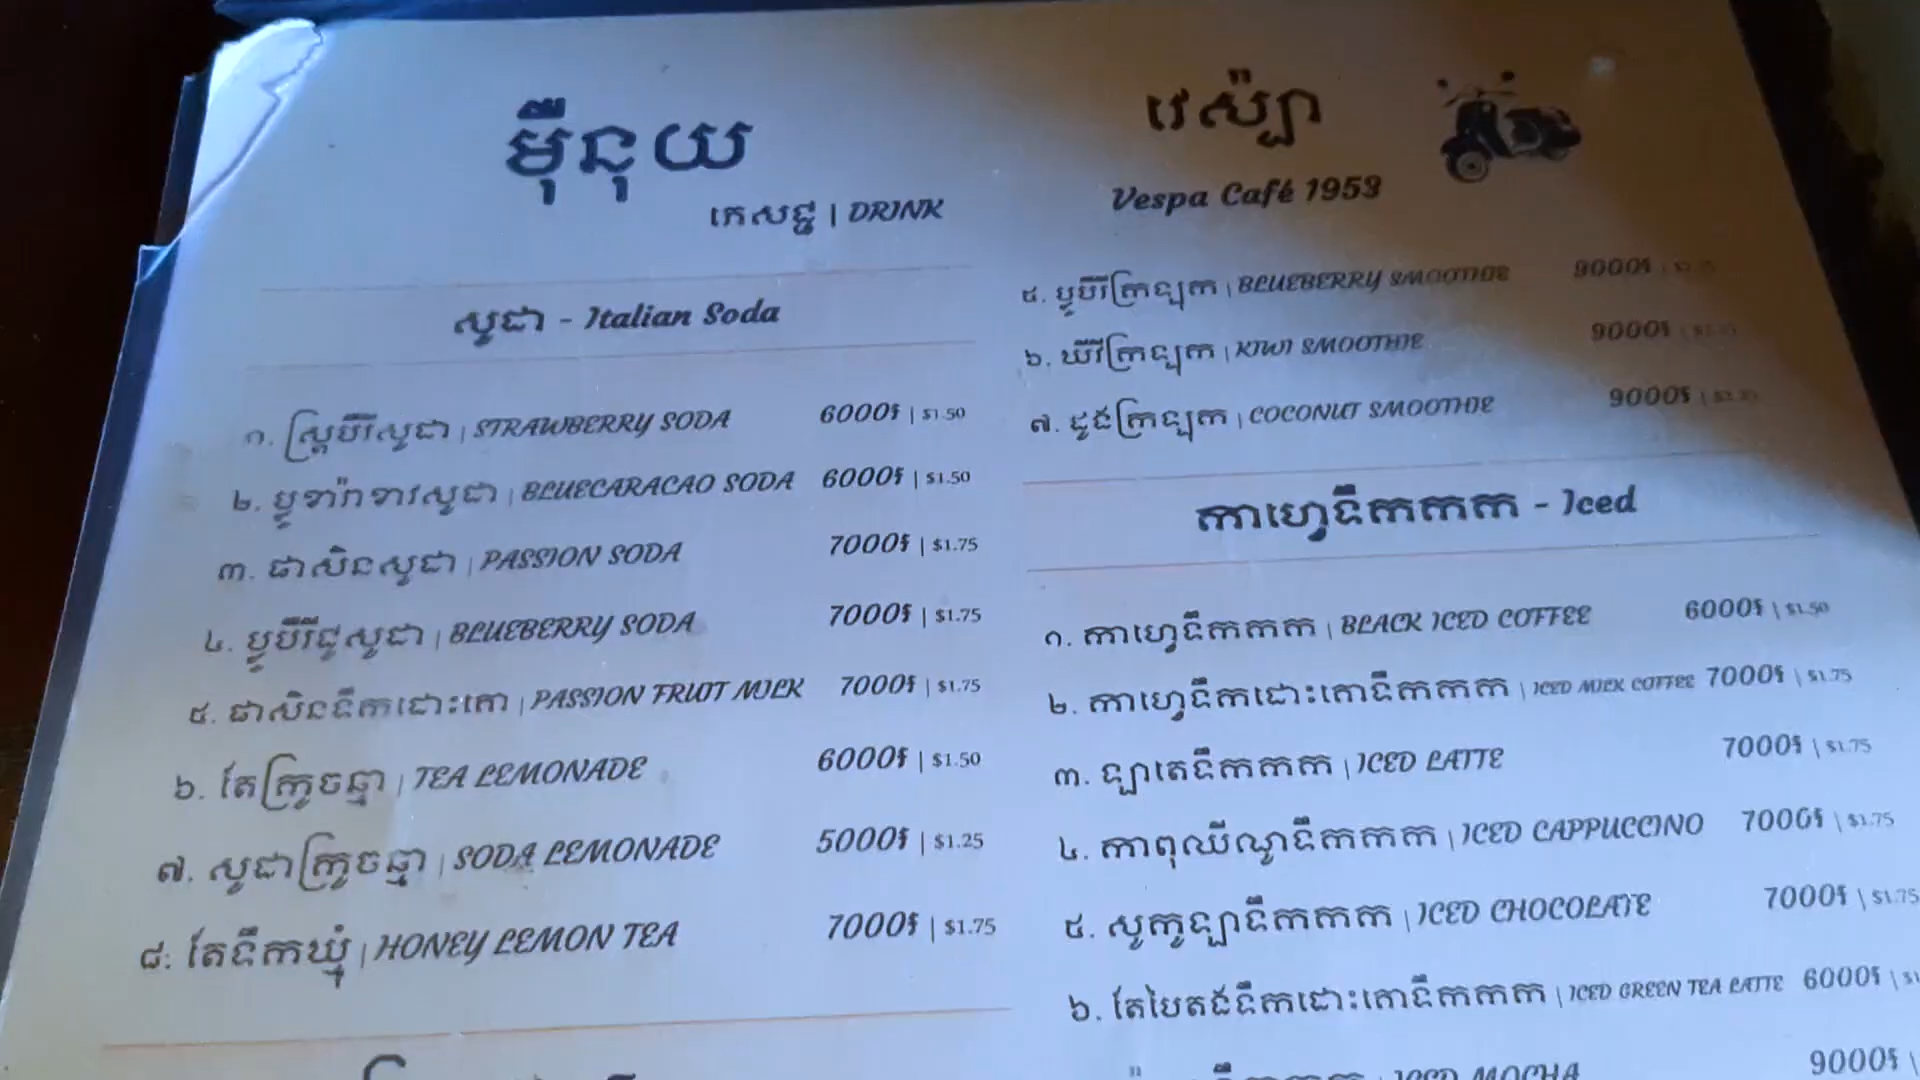 ម៉ឺនុយ
ភេសជ្ជ | DRINK
សូដា - Italian Soda
១. ស្ត្របឺរីសូដា | STRAWBERRY SODA 6000៛ | $1.50
២. ប្លូខារ៉ាខាវសូដា | BLUECARACAO SODA 6000៛ | $1.50
៣. ផាសិនសូដា | PASSION SODA 7000៛ | $1.75
៤. ប្លូបឺរីជូសូដា | BLUEBERRY SODA 7000៛ | $1.75
៥. ផាសិនទឹកដោះគោ | PASSION FRUIT MILK 7000៛ | $1.75
៦. តែក្រូចឆ្មា | TEA LEMONADE 6000៛ | $1.50
៧. សូដាក្រូចឆ្មា | SODA LEMONADE 5000៛ | $1.25
៨. តែទឹកឃ្មុំ | HONEY LEMON TEA 7000៛ | $1.75
វេស្ប៉ា
Vespa Café 1953
៥. ប្លូបឺរីក្រឡុក | BLUEBERRY SMOOTHIE 9000៛
៦. ឃីវីក្រឡុក | KIWI SMOOTHIE 9000៛
៧. ដូងក្រឡុក | COCONUT SMOOTHIE 9000៛
កាហ្វេទឹកកកក - Iced
១. កាហ្វេទឹកកក | BLACK ICED COFFEE 6000៛ | $1.50
២. កាហ្វេទឹកដោះគោទឹកកក | ICED MILK COFFEE 7000៛ | $1.75
៣. ឡាតេទឹកកក | ICED LATTE 7000៛ | $1.75
៤. កាពុឈីណូទឹកកក | ICED CAPPUCCINO 7000៛ | $1.75
៥. សូកូឡាទឹកកក | ICED CHOCOLATE 7000៛ | $1.75
៦. តែបៃតងទឹកដោះគោទឹកកក | ICED GREEN TEA LATTE 6000៛
ICED MOCHA 9000៛